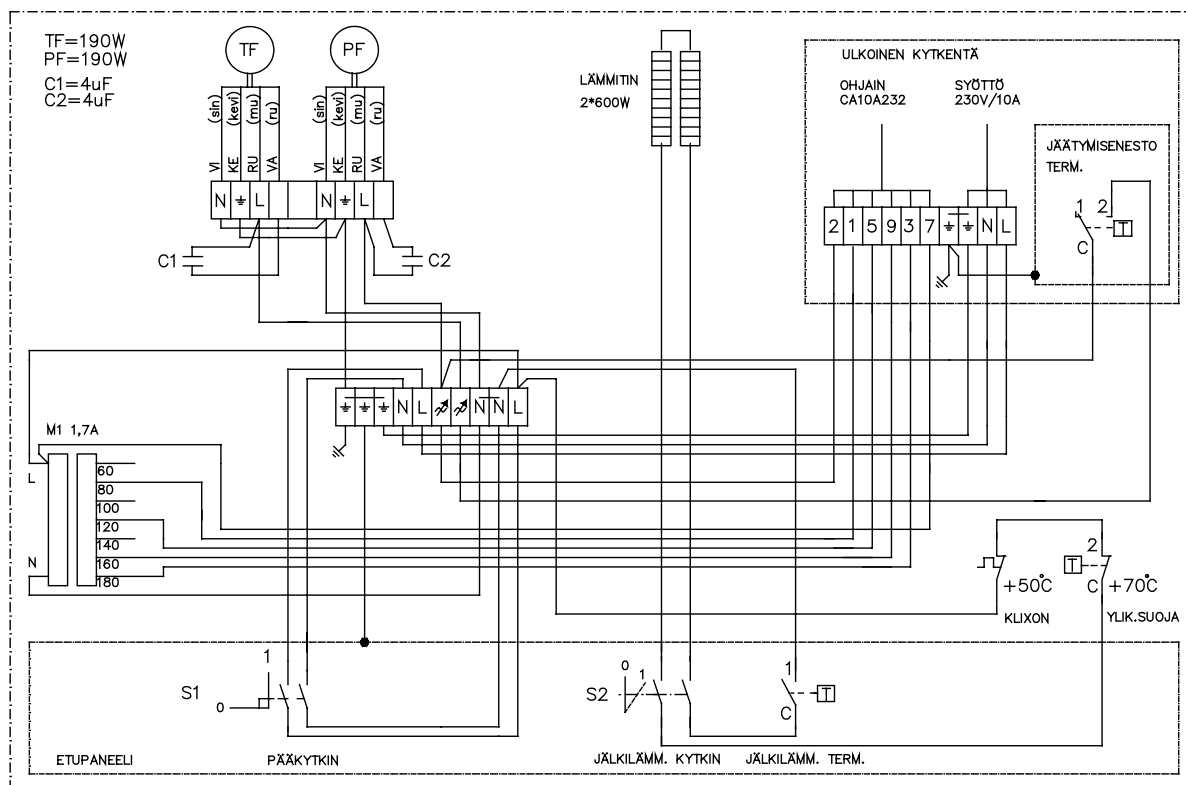 TF=190W
PF=190W
C1=4uF
C2=4uF
TF
PF
(sin)
(kevi)
(mu)
(ru)
(sin)
(kevi)
(mu)
(ru)
VI
KE
RU
VA
VI
KE
RU
VA
N L
N L
C1
C2
LÄMMITIN
2*600W
ULKOINEN KYTKENTÄ
OHJAIN
CA10A232
SYÖTTÖ
230V/10A
JÄÄTYMISENESTO
TERM.
1 2
T
C
2 1 5 9 3 7 N L
N L N N L
M1 1,7A
L
N
60
80
100
120
140
160
180
+50°C
KLIXON
2
T
C
+70°C
YLIK.SUOJA
S1
1
0
S2
0
1
1
T
C
ETUPANEELI
PÄÄKYTKIN
JÄLKILÄMM. KYTKIN
JÄLKILÄMM. TERM.